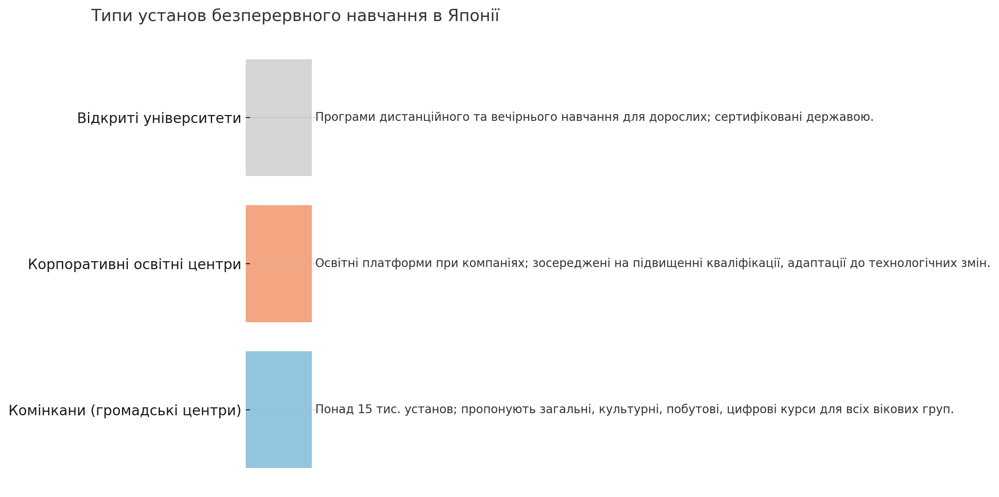 Типи установ безперервного навчання в Японії
Відкриті університети
Програми дистанційного та вечірнього навчання для дорослих; сертифіковані державою.
Корпоративні освітні центри
Освітні платформи при компаніях; зосереджені на підвищенні кваліфікації, адаптації до технологічних змін.
Комінкани (громадські центри)
Понад 15 тис. установ; пропонують загальні, культурні, побутові, цифрові курси для всіх вікових груп.